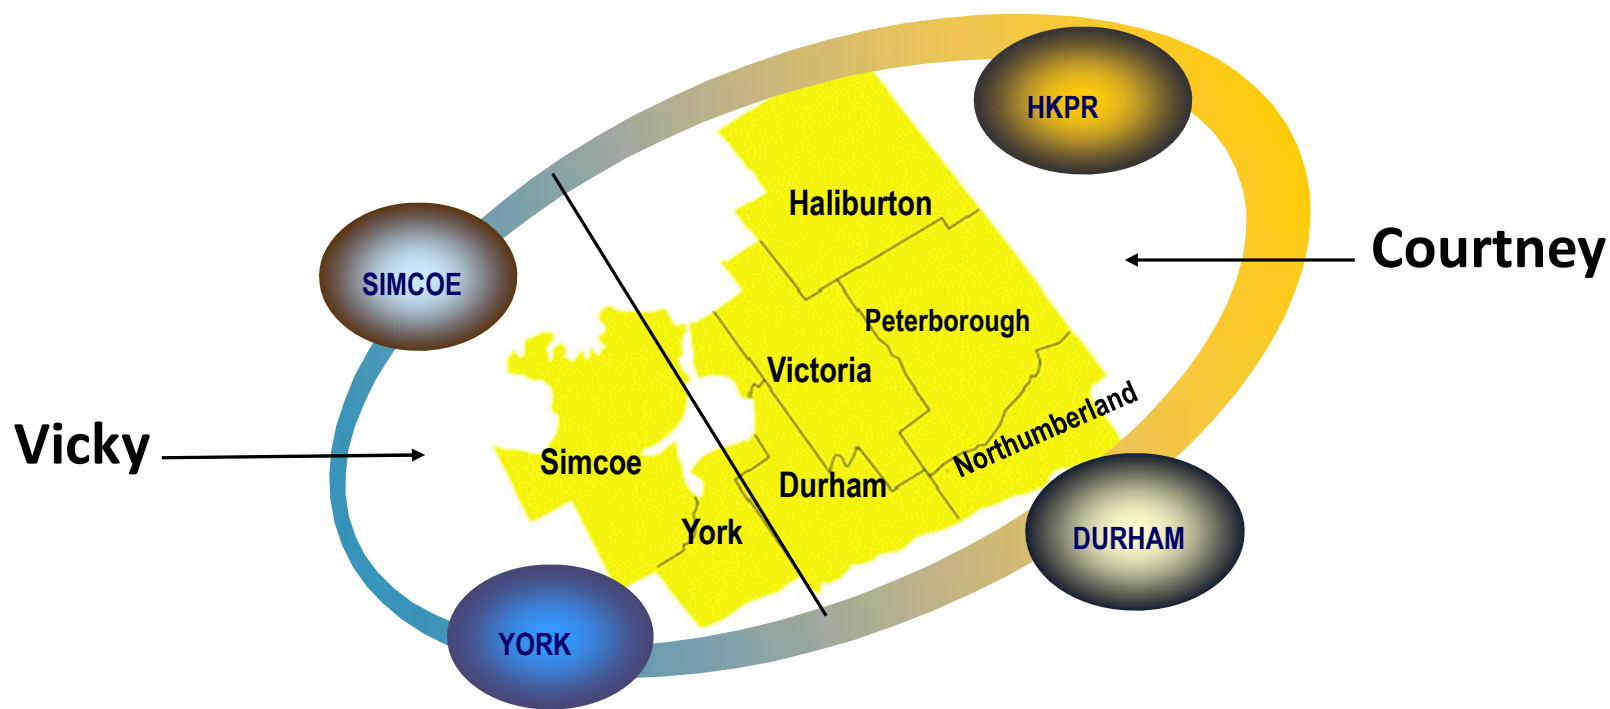 HKPR
Haliburton
Courtney
SIMCOE
Peterborough
Victoria
Northumberland
Vicky
Simcoe
Durham
York
DURHAM
YORK